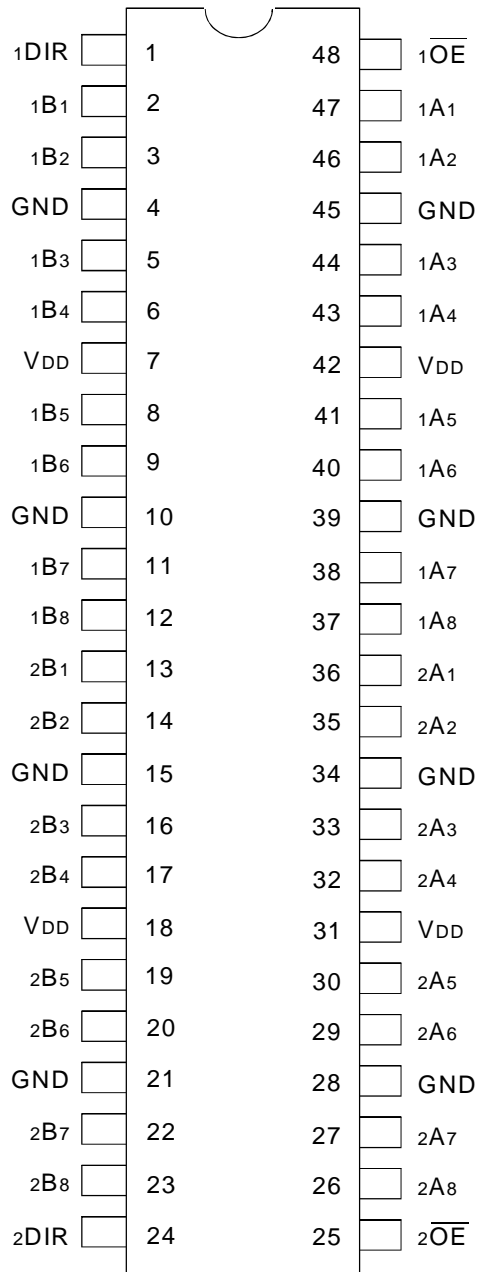 1DIR 1 48 1O̅E̅
1B1 2 47 1A1
1B2 3 46 1A2
GND 4 45 GND
1B3 5 44 1A3
1B4 6 43 1A4
VDD 7 42 VDD
1B5 8 41 1A5
1B6 9 40 1A6
GND 10 39 GND
1B7 11 38 1A7
1B8 12 37 1A8
2B1 13 36 2A1
2B2 14 35 2A2
GND 15 34 GND
2B3 16 33 2A3
2B4 17 32 2A4
VDD 18 31 VDD
2B5 19 30 2A5
2B6 20 29 2A6
GND 21 28 GND
2B7 22 27 2A7
2B8 23 26 2A8
2DIR 24 25 2O̅E̅